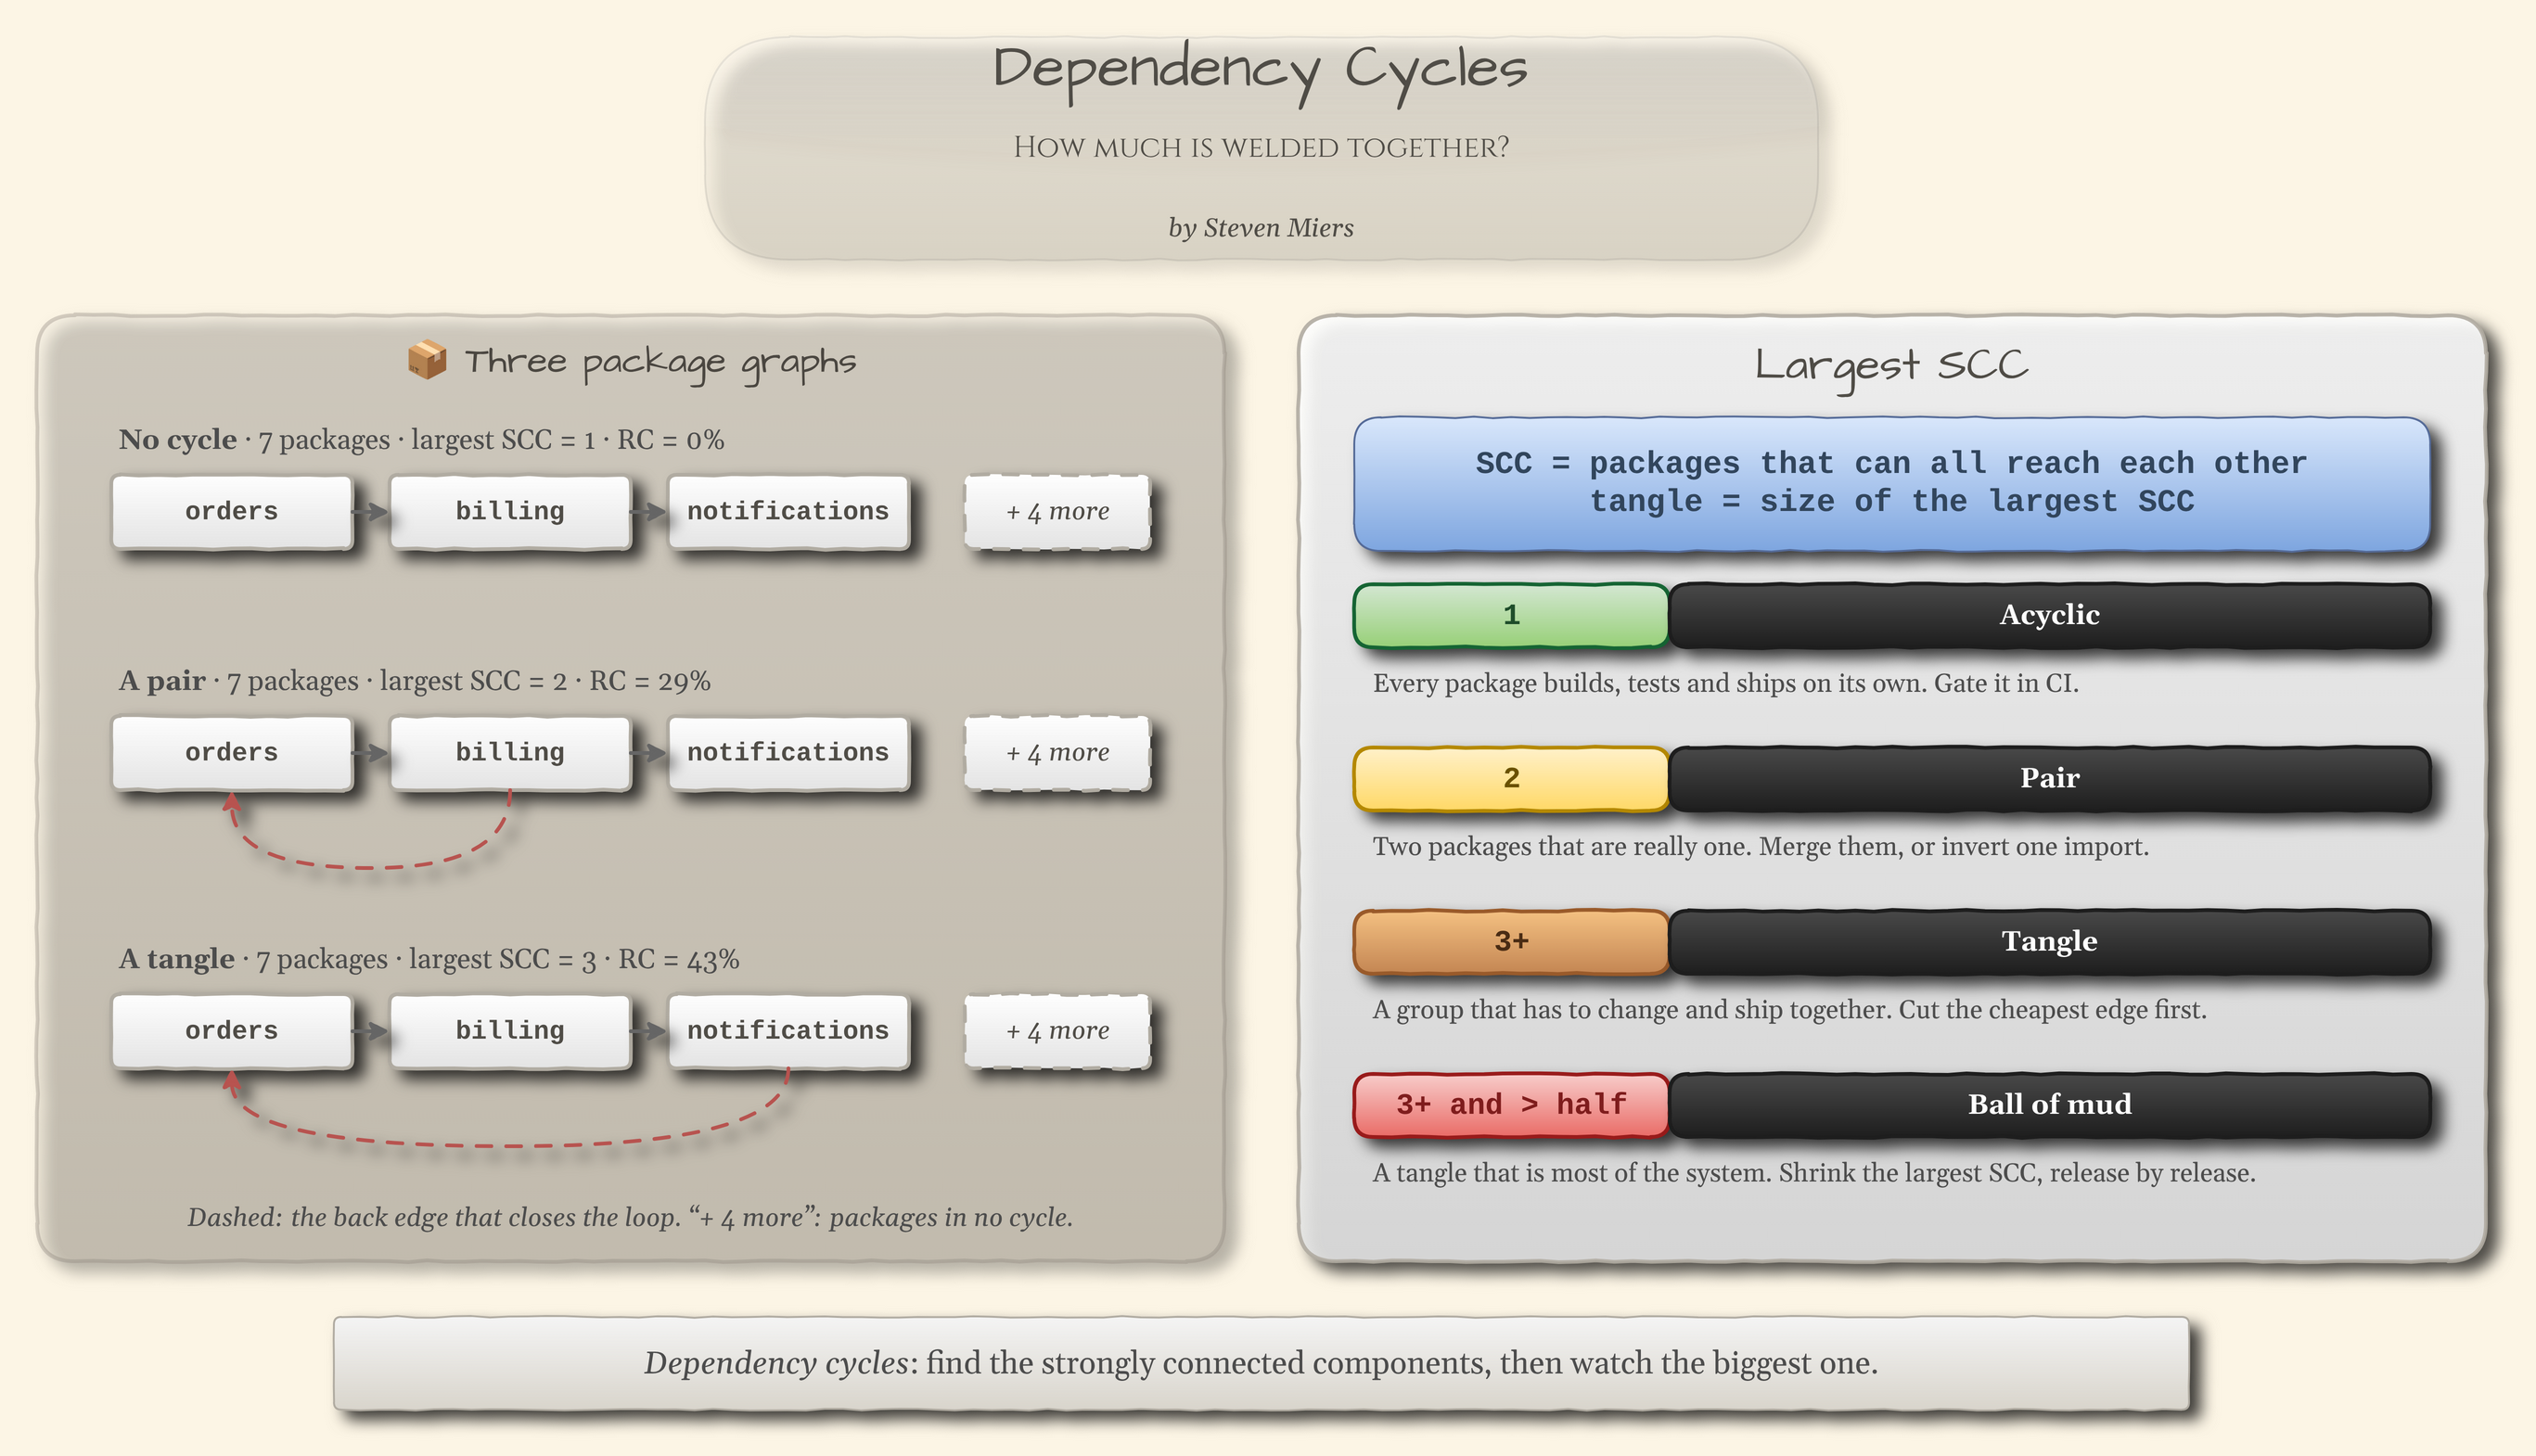 Dependency Cycles
How much is welded together?
by Steven Miers
📦 Three package graphs
No cycle · 7 packages · largest SCC = 1 · RC = 0%
orders
billing
notifications
+ 4 more
A pair · 7 packages · largest SCC = 2 · RC = 29%
orders
billing
notifications
+ 4 more
A tangle · 7 packages · largest SCC = 3 · RC = 43%
orders
billing
notifications
+ 4 more
Dashed: the back edge that closes the loop. “+ 4 more”: packages in no cycle.
Largest SCC
SCC = packages that can all reach each other
tangle = size of the largest SCC
1
Acyclic
Every package builds, tests and ships on its own. Gate it in CI.
2
Pair
Two packages that are really one. Merge them, or invert one import.
3+
Tangle
A group that has to change and ship together. Cut the cheapest edge first.
3+ and > half
Ball of mud
A tangle that is most of the system. Shrink the largest SCC, release by release.
Dependency cycles: find the strongly connected components, then watch the biggest one.